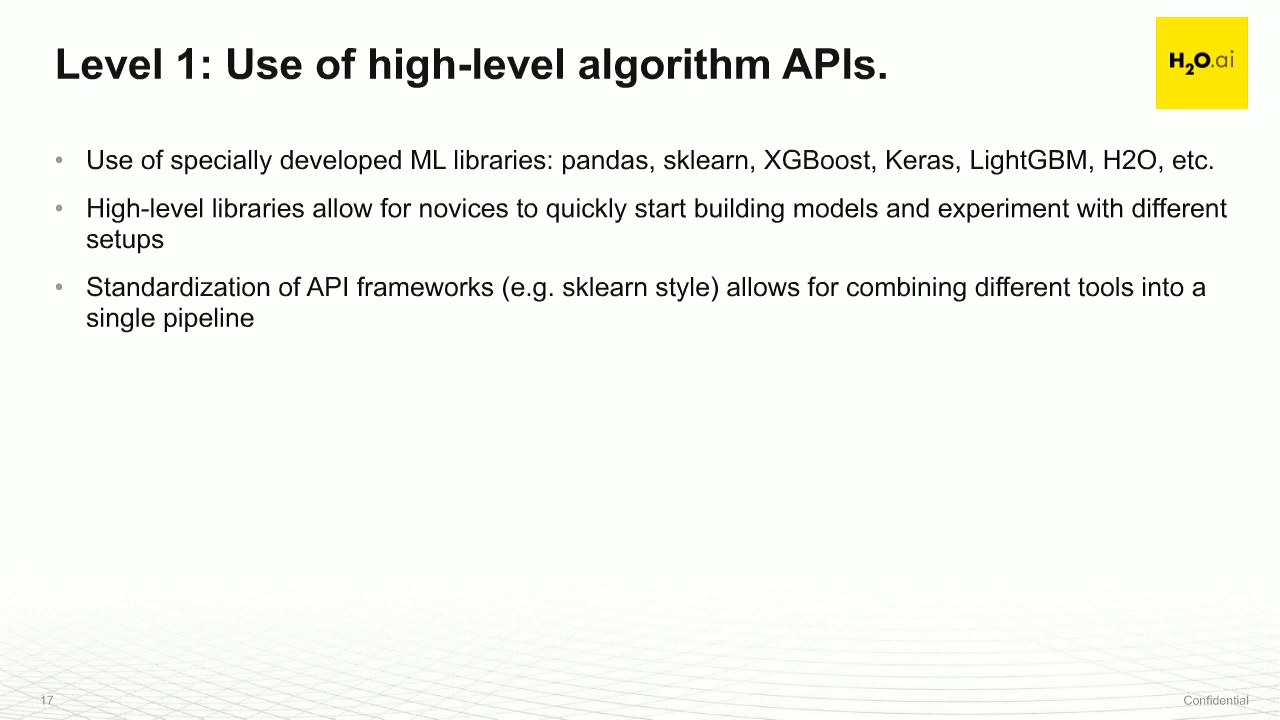 Level 1: Use of high-level algorithm APIs.
H2O.ai
• Use of specially developed ML libraries: pandas, sklearn, XGBoost, Keras, LightGBM, H2O, etc.
• High-level libraries allow for novices to quickly start building models and experiment with different
setups
• Standardization of API frameworks (e.g. sklearn style) allows for combining different tools into a
single pipeline
17
Confidential